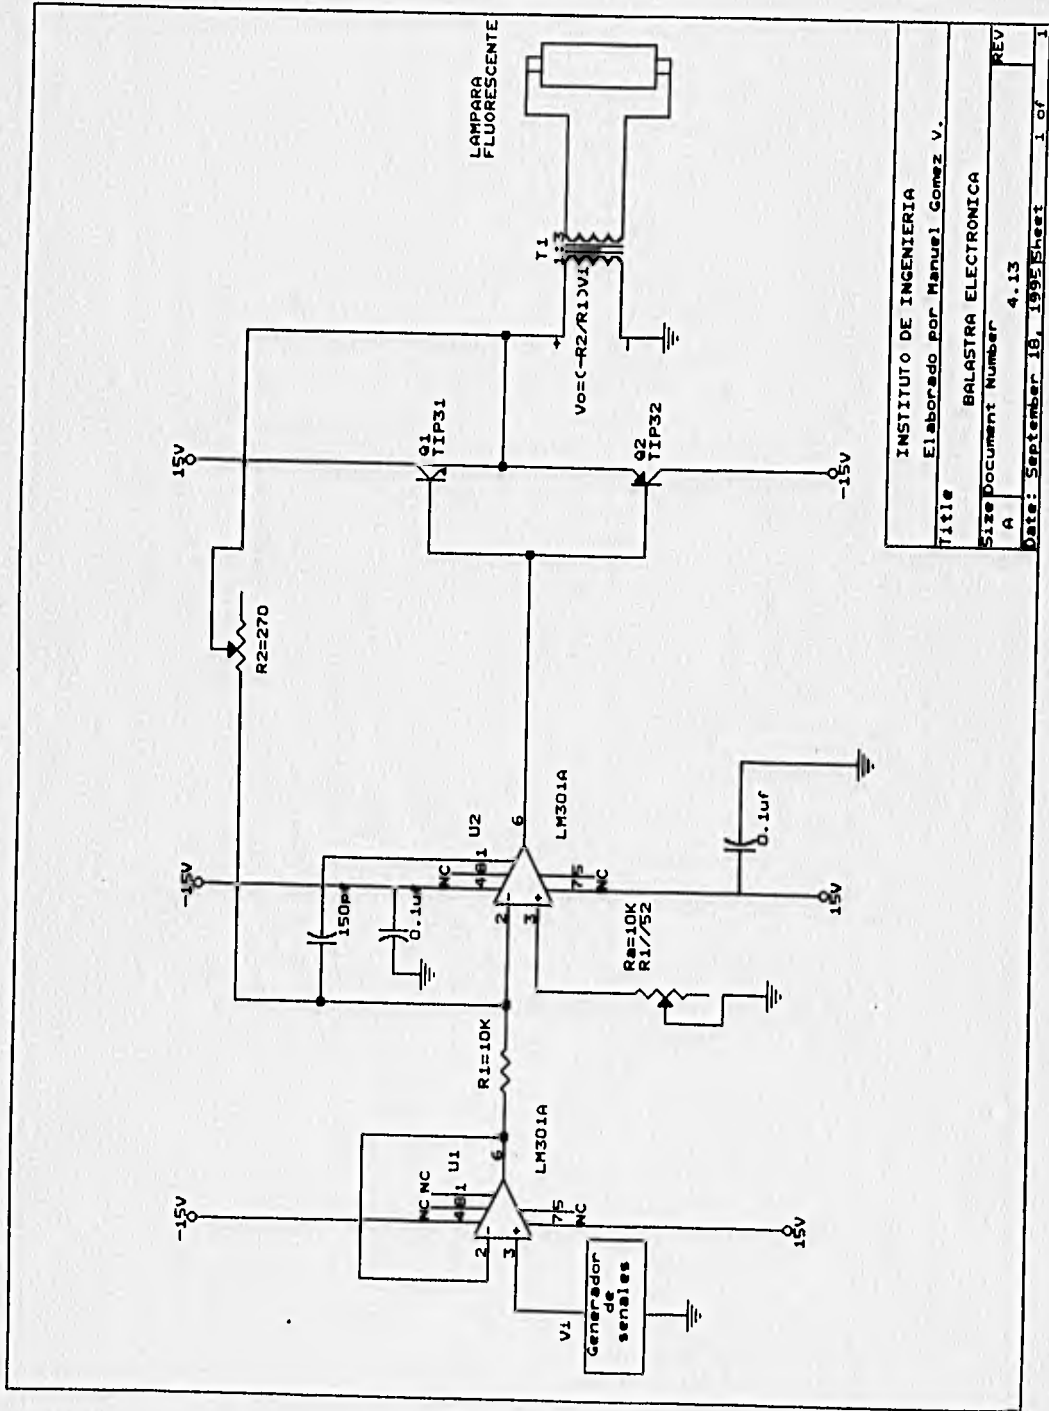 LAMPARA
FLUORESCENTE
T1
1:3
+
Vo=(-R2/R1)Vi
-
15V
Q1
TIP31
Q2
TIP32
-15V
R2=270
-15V
150pf
0.1uf
NC
4 8 1
U2
2
-
3
+
6
LM301A
7 5
NC
0.1uf
15V
Ra=10K
R1//52
R1=10K
-15V
NC NC
4 8 1
U1
2
-
3
+
6
LM301A
7 5
NC
15V
Vi
Generador
de
senales
INSTITUTO DE INGENIERIA
Elaborado por Manuel Gomez V.
Title
BALASTRA ELECTRONICA
Size Document Number REV
A 4.13
Date: September 18, 1995 Sheet 1 of 1